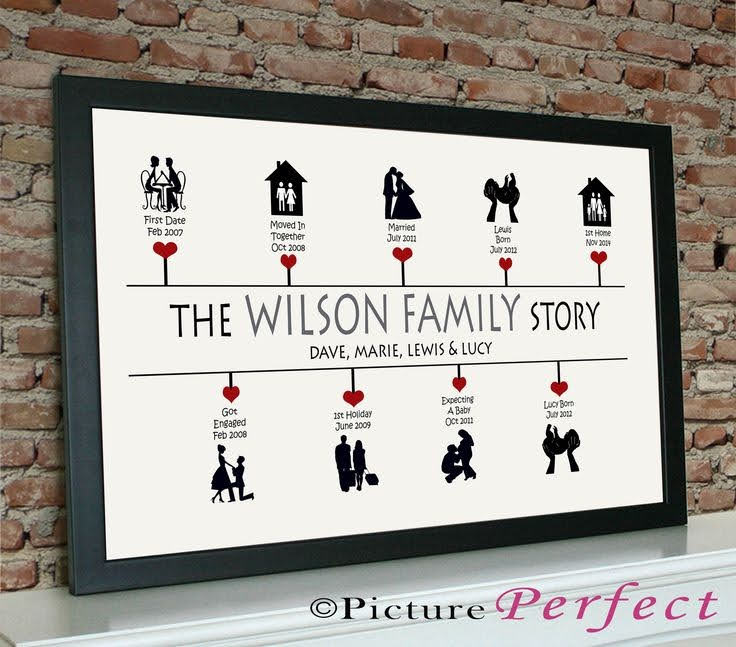 First Date
Feb 2007
Moved In
Together
Oct 2008
Married
July 2011
Lewis
Born
July 2012
1st Home
Nov 2014
THE WILSON FAMILY STORY
DAVE, MARIE, LEWIS & LUCY
Got
Engaged
Feb 2008
1st Holiday
June 2009
Expecting
A Baby
Oct 2011
Lucy Born
July 2012
©Picture Perfect